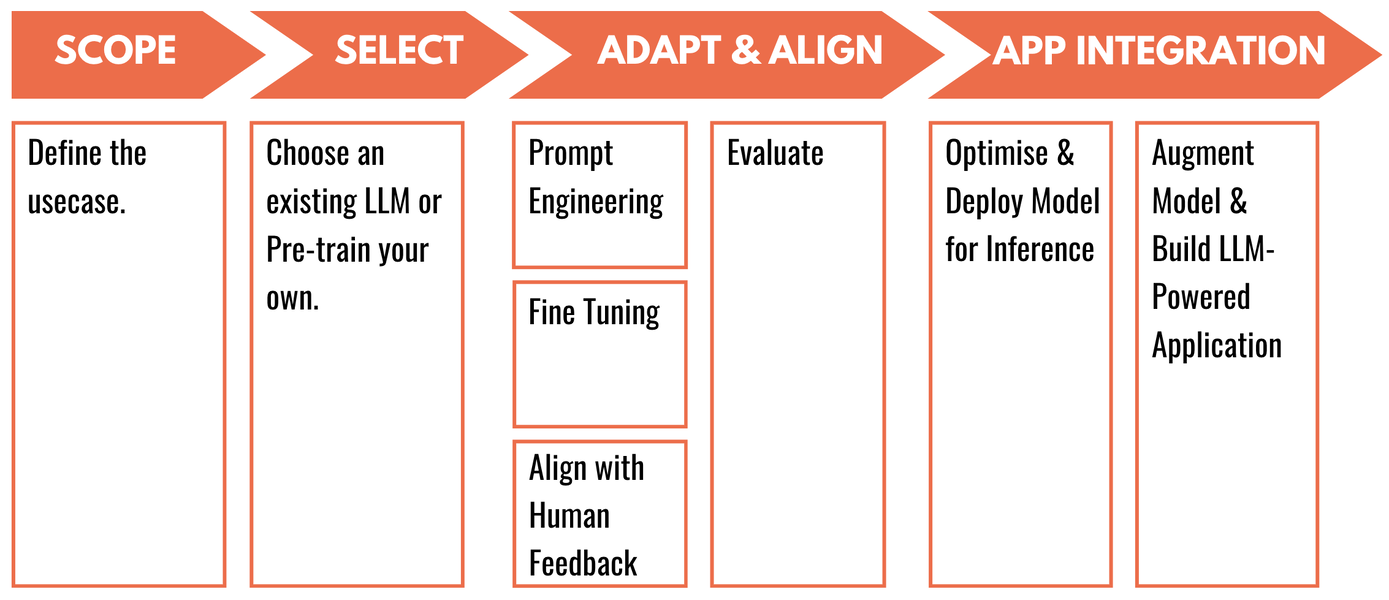 SCOPE
SELECT
ADAPT & ALIGN
APP INTEGRATION
Define the
usecase.
Choose an
existing LLM or
Pre-train your
own.
Prompt
Engineering
Fine Tuning
Align with
Human
Feedback
Evaluate
Optimise &
Deploy Model
for Inference
Augment
Model &
Build LLM-
Powered
Application